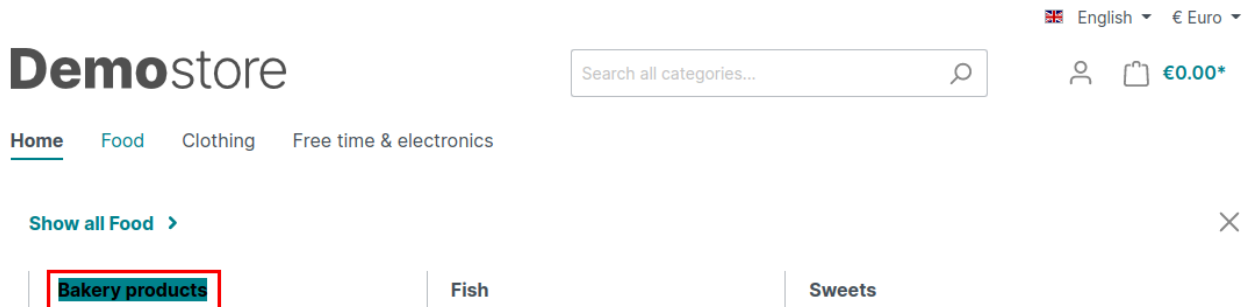 English € Euro
Demostore
Search all categories...
€0.00*
Home Food Clothing Free time & electronics
Show all Food
Bakery products Fish Sweets